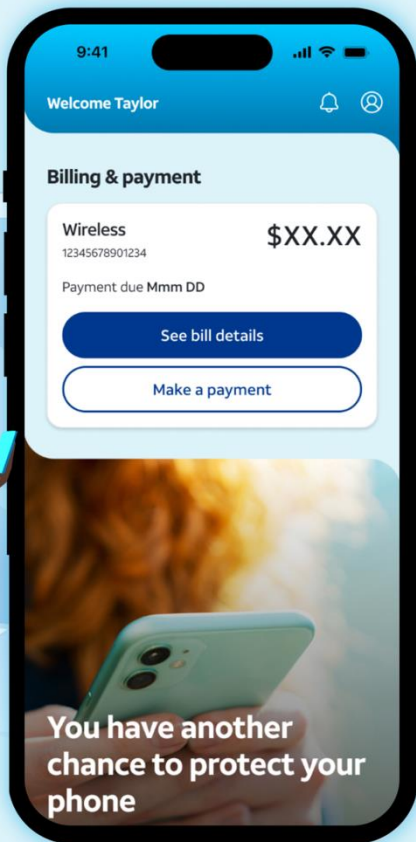 9:41
Welcome Taylor
Billing & payment
Wireless
$XX.XX
12345678901234
Payment due Mmm DD
See bill details
Make a payment
You have another
chance to protect your
phone